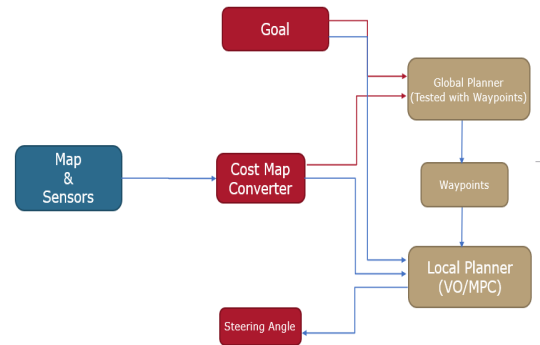 Goal
Global Planner
(Tested with Waypoints)
Map
&
Sensors
Cost Map
Converter
Waypoints
Local Planner
(VO/MPC)
Steering Angle